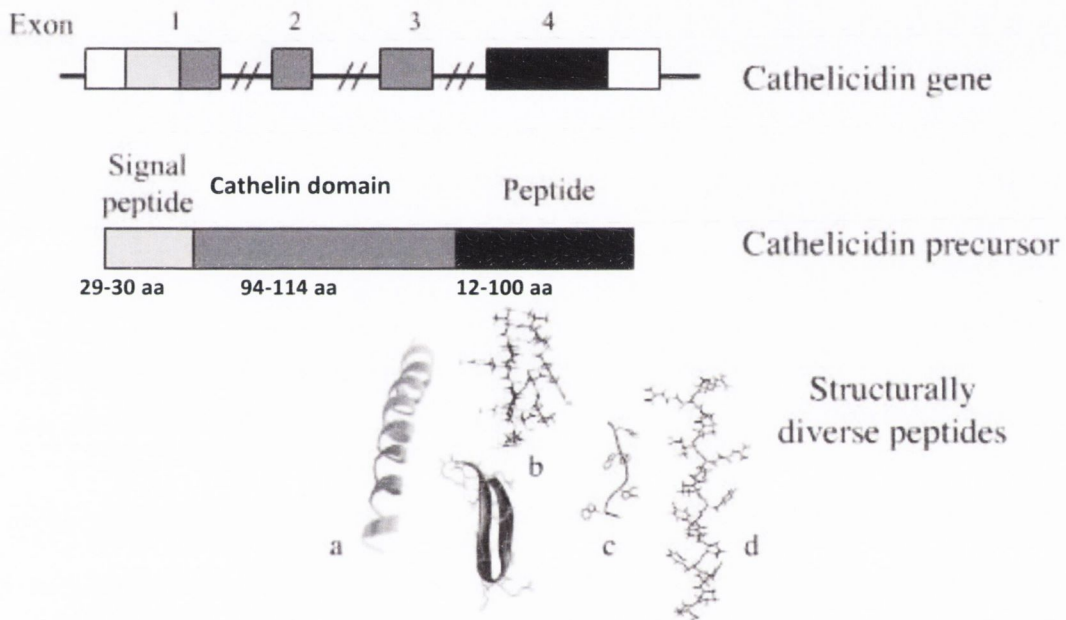 Exon 1 2 3 4
Cathelicidin gene
Signal
peptide
Cathelin domain
Peptide
Cathelicidin precursor
29-30 aa 94-114 aa 12-100 aa
Structurally
diverse peptides
a
b
c
d